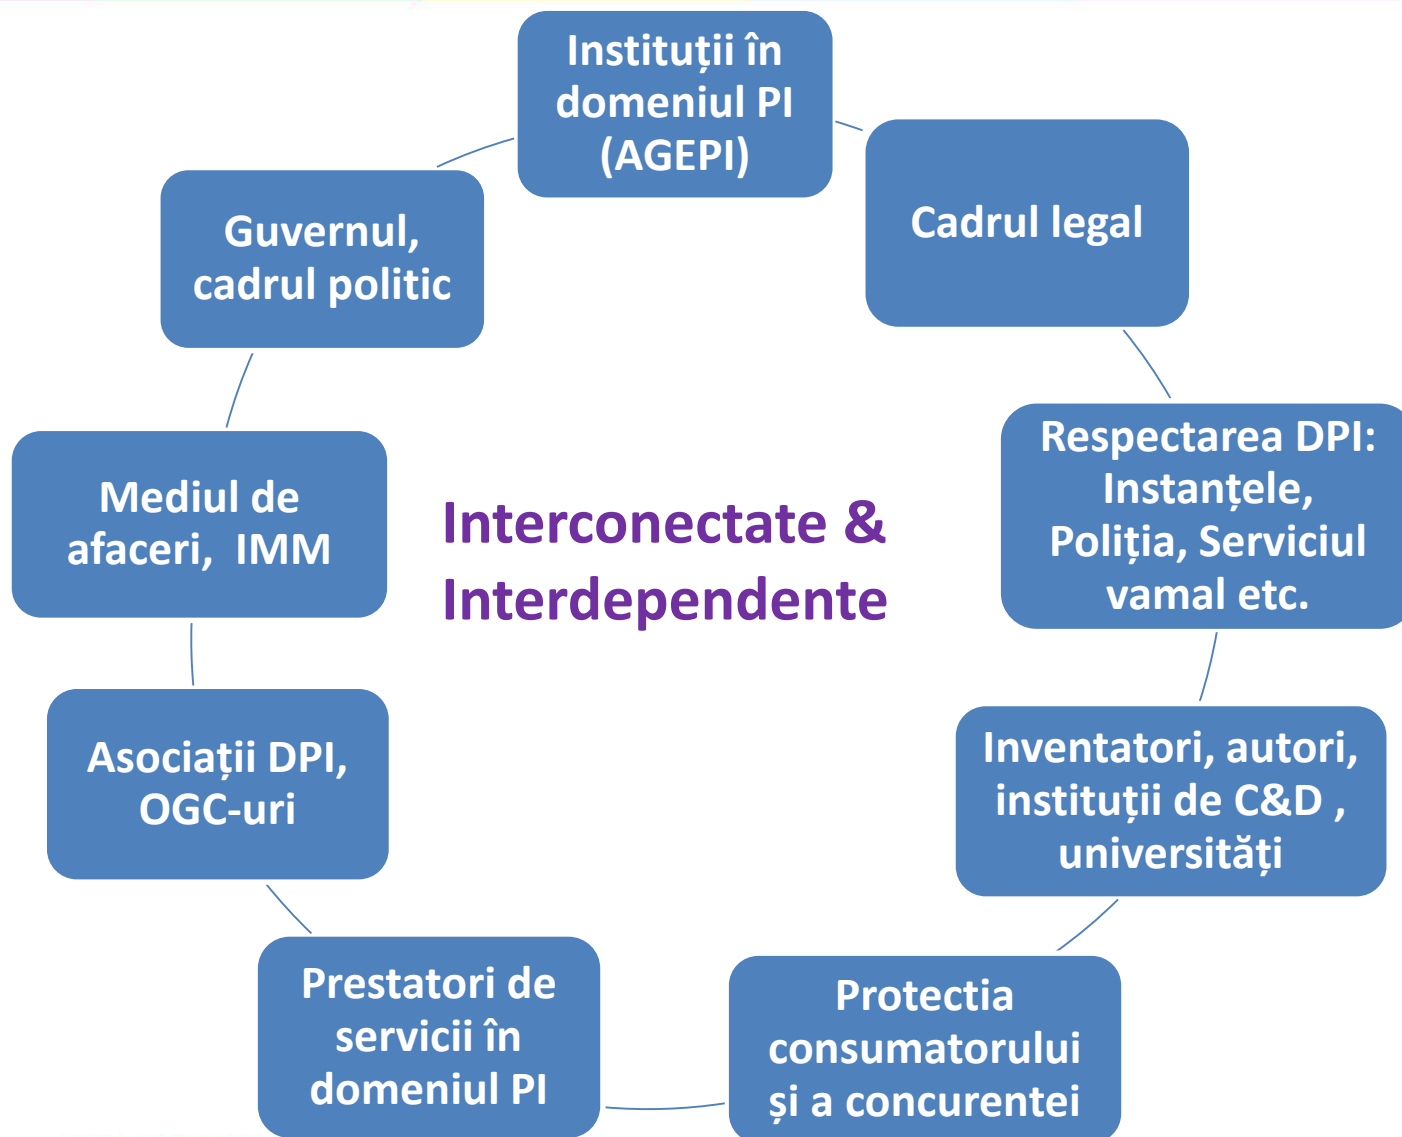 Instituții în
domeniul PI
(AGEPI)
Cadrul legal
Guvernul,
cadrul politic
Respectarea DPI:
Instanțele,
Poliția, Serviciul
vamal etc.
Mediul de
afaceri,  IMM
Interconectate &
Interdependente
Inventatori, autori,
instituții de C&D ,
universități
Asociații DPI,
OGC-uri
Protectia
consumatorului
și a concurentei
Prestatori de
servicii în
domeniul PI